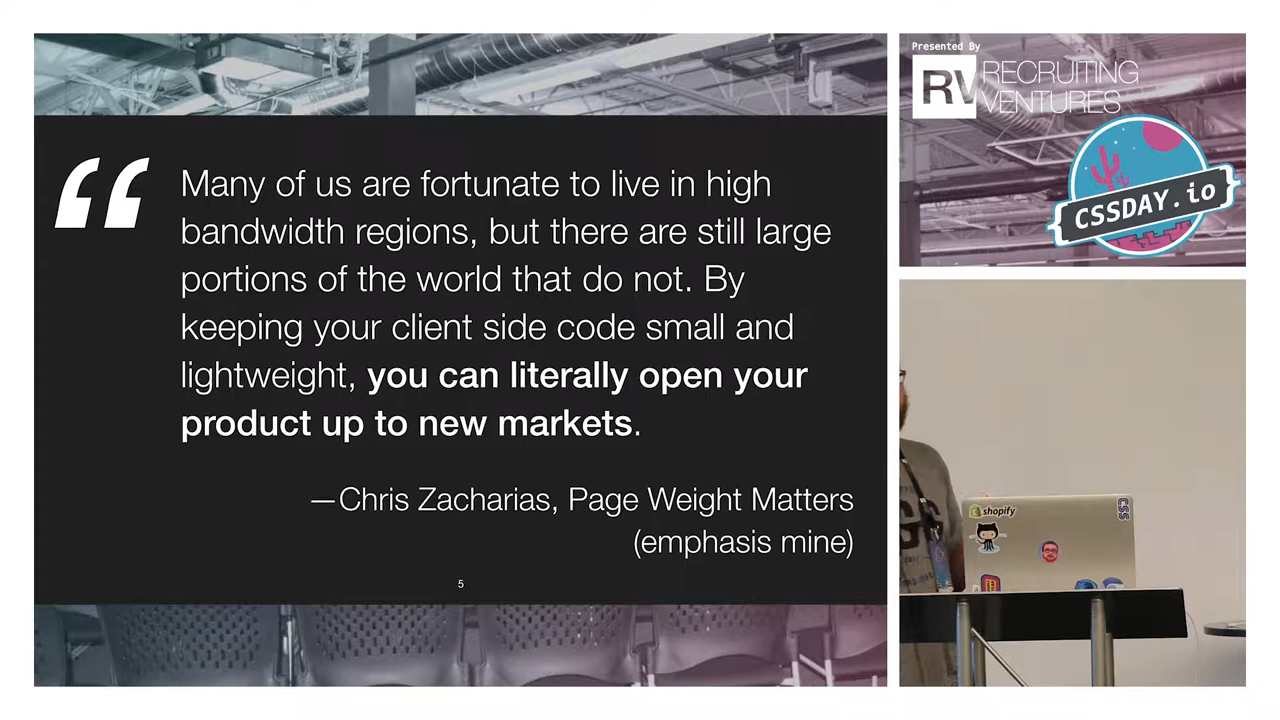 “
Many of us are fortunate to live in high
bandwidth regions, but there are still large
portions of the world that do not. By
keeping your client side code small and
lightweight, you can literally open your
product up to new markets.
—Chris Zacharias, Page Weight Matters
(emphasis mine)
5
Presented By
RV
RECRUITING
VENTURES
{ CSSDAY.io }
shopify
CSS